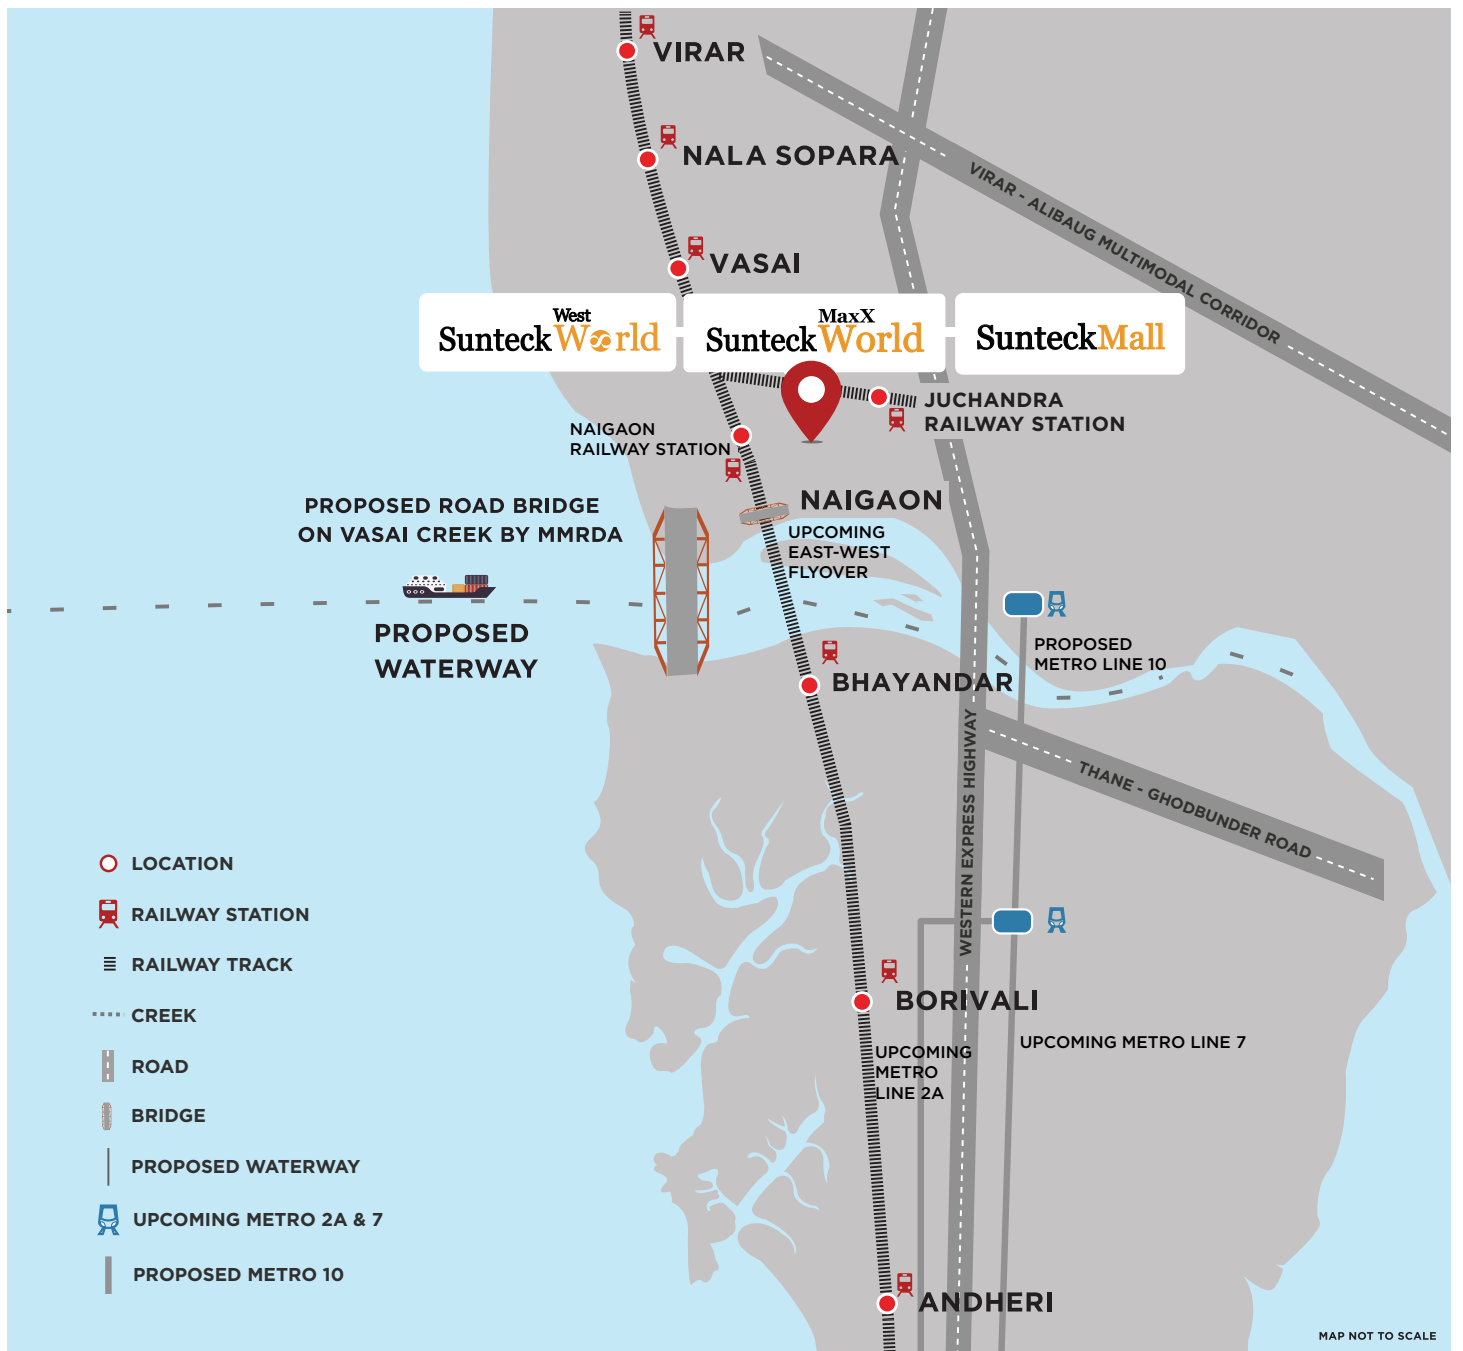 VIRAR
NALA SOPARA
VIRAR - ALIBAUG MULTIMODAL CORRIDOR
VASAI
West
Sunteck World
MaxX
Sunteck World
SunteckMall
JUCHANDRA
RAILWAY STATION
NAIGAON
RAILWAY STATION
NAIGAON
PROPOSED ROAD BRIDGE
ON VASAI CREEK BY MMRDA
UPCOMING
EAST-WEST
FLYOVER
PROPOSED
WATERWAY
PROPOSED
METRO LINE 10
BHAYANDAR
WESTERN EXPRESS HIGHWAY
THANE - GHODBUNDER ROAD
BORIVALI
UPCOMING
METRO
LINE 2A
UPCOMING METRO LINE 7
ANDHERI
LOCATION
RAILWAY STATION
RAILWAY TRACK
CREEK
ROAD
BRIDGE
PROPOSED WATERWAY
UPCOMING METRO 2A & 7
PROPOSED METRO 10
MAP NOT TO SCALE